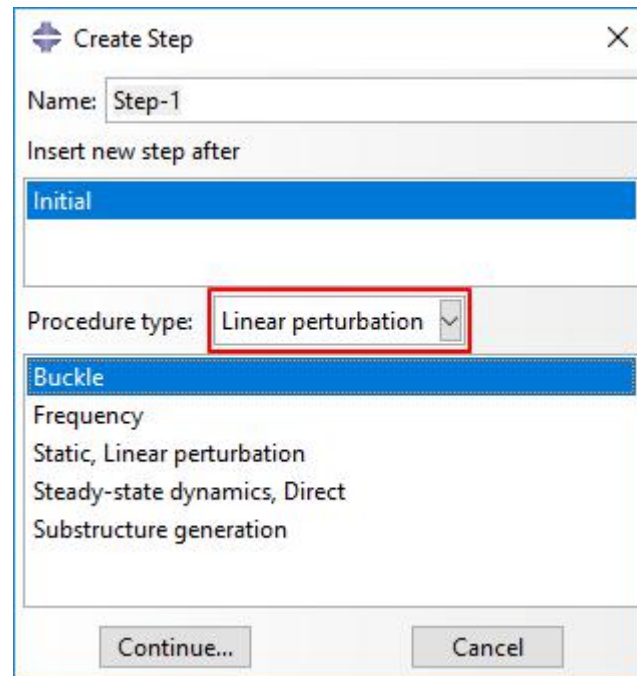 Create Step
Name: Step-1
Insert new step after
Initial
Procedure type: Linear perturbation
Buckle
Frequency
Static, Linear perturbation
Steady-state dynamics, Direct
Substructure generation
Continue... Cancel